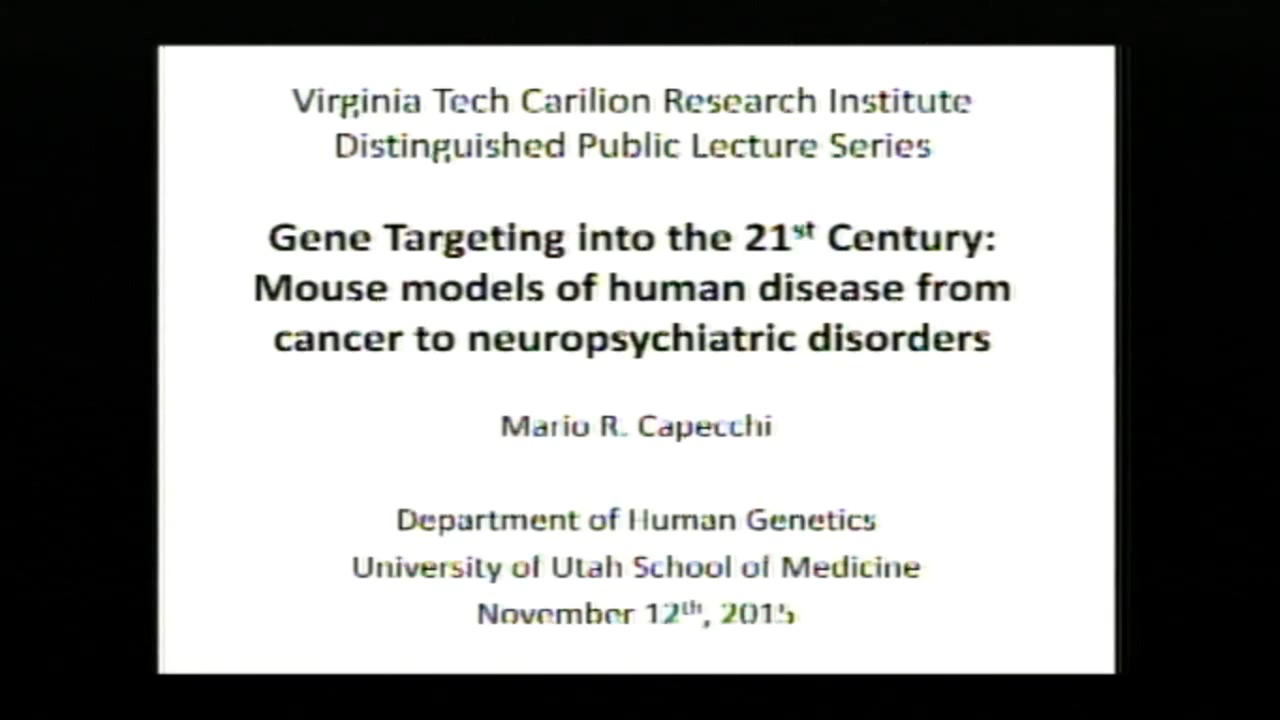 Virginia Tech Carilion Research Institute
Distinguished Public Lecture Series
Gene Targeting into the 21st Century:
Mouse models of human disease from
cancer to neuropsychiatric disorders
Mario R. Capecchi
Department of Human Genetics
University of Utah School of Medicine
November 12th, 2015